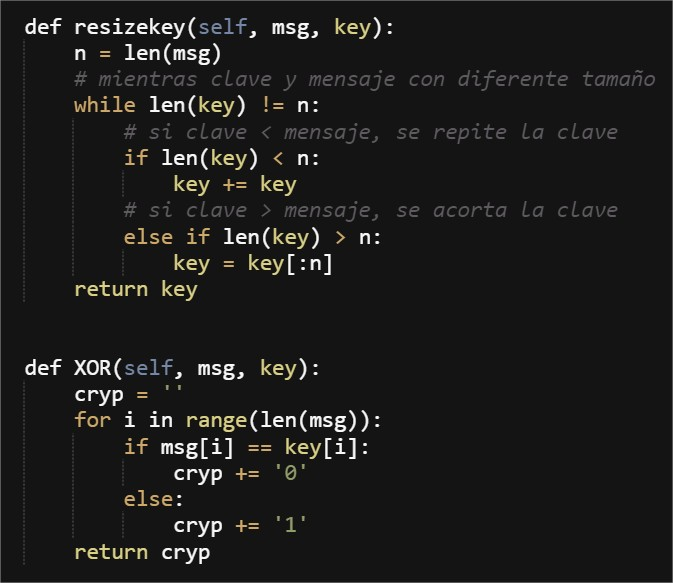 def resizekey(self, msg, key):
    n = len(msg)
    # mientras clave y mensaje con diferente tamaño
    while len(key) != n:
        # si clave < mensaje, se repite la clave
        if len(key) < n:
            key += key
        # si clave > mensaje, se acorta la clave
        else if len(key) > n:
            key = key[:n]
    return key
def XOR(self, msg, key):
    cryp = ''
    for i in range(len(msg)):
        if msg[i] == key[i]:
            cryp += '0'
        else:
            cryp += '1'
    return cryp